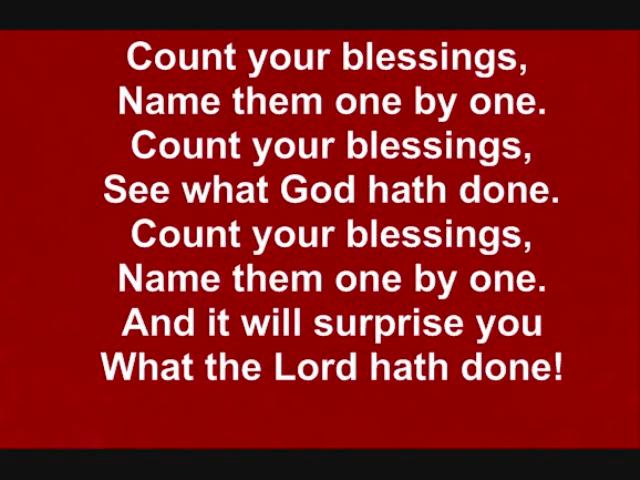 Count your blessings,
Name them one by one.
Count your blessings,
See what God hath done.
Count your blessings,
Name them one by one.
And it will surprise you
What the Lord hath done!